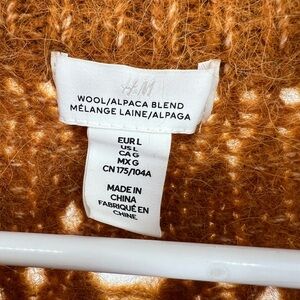 H&M
WOOL/ALPACA BLEND
MÉLANGE LAINE/ALPAGA
EUR L
US L
CA G
MX G
CN 175/104A
MADE IN
CHINA
FABRIQUÉ EN
CHINE